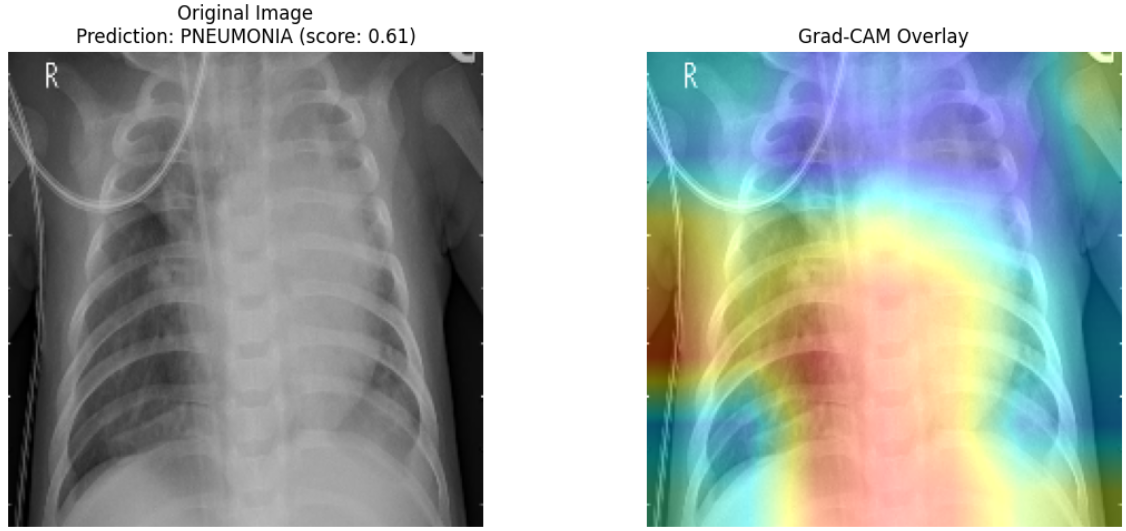 Original Image
Prediction: PNEUMONIA (score: 0.61)
R
Grad-CAM Overlay
R